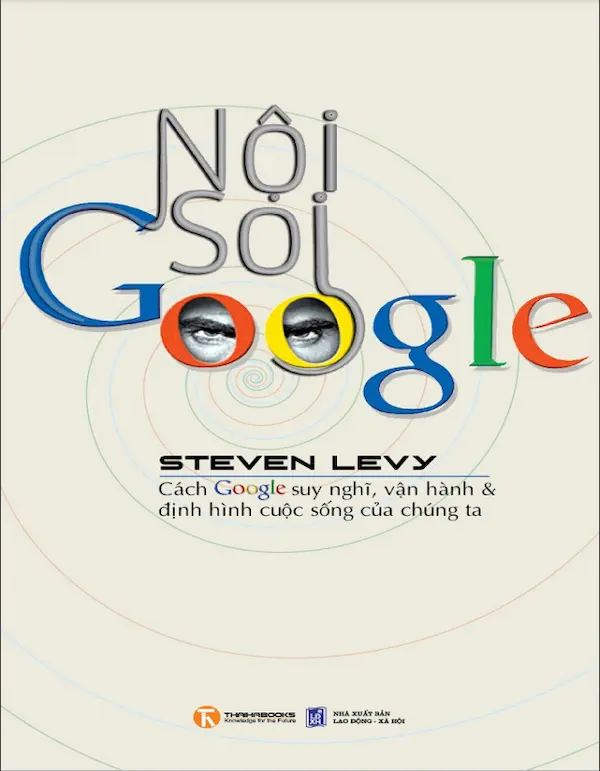 Nội
Soi
Google
STEVEN LEVY
Cách Google suy nghĩ, vận hành &
định hình cuộc sống của chúng ta
THAIHABOOKS
Knowledge for the Future
NHÀ XUẤT BẢN
LAO ĐỘNG - XÃ HỘI